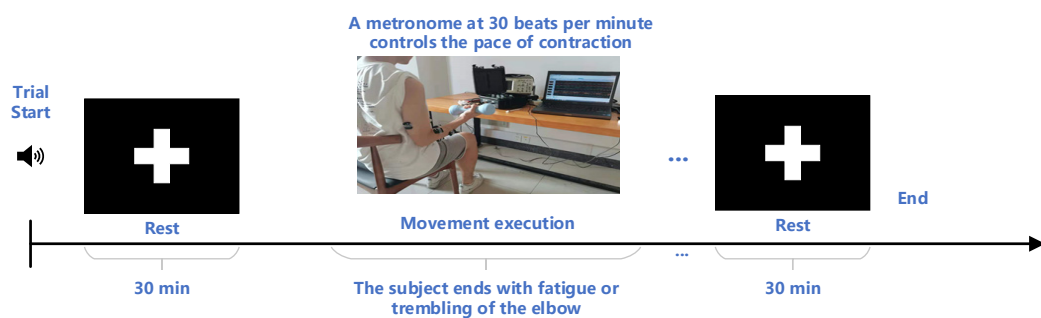 A metronome at 30 beats per minute
controls the pace of contraction
Trial
Start
...
End
Rest
Movement execution
Rest
...
30 min
The subject ends with fatigue or
trembling of the elbow
30 min